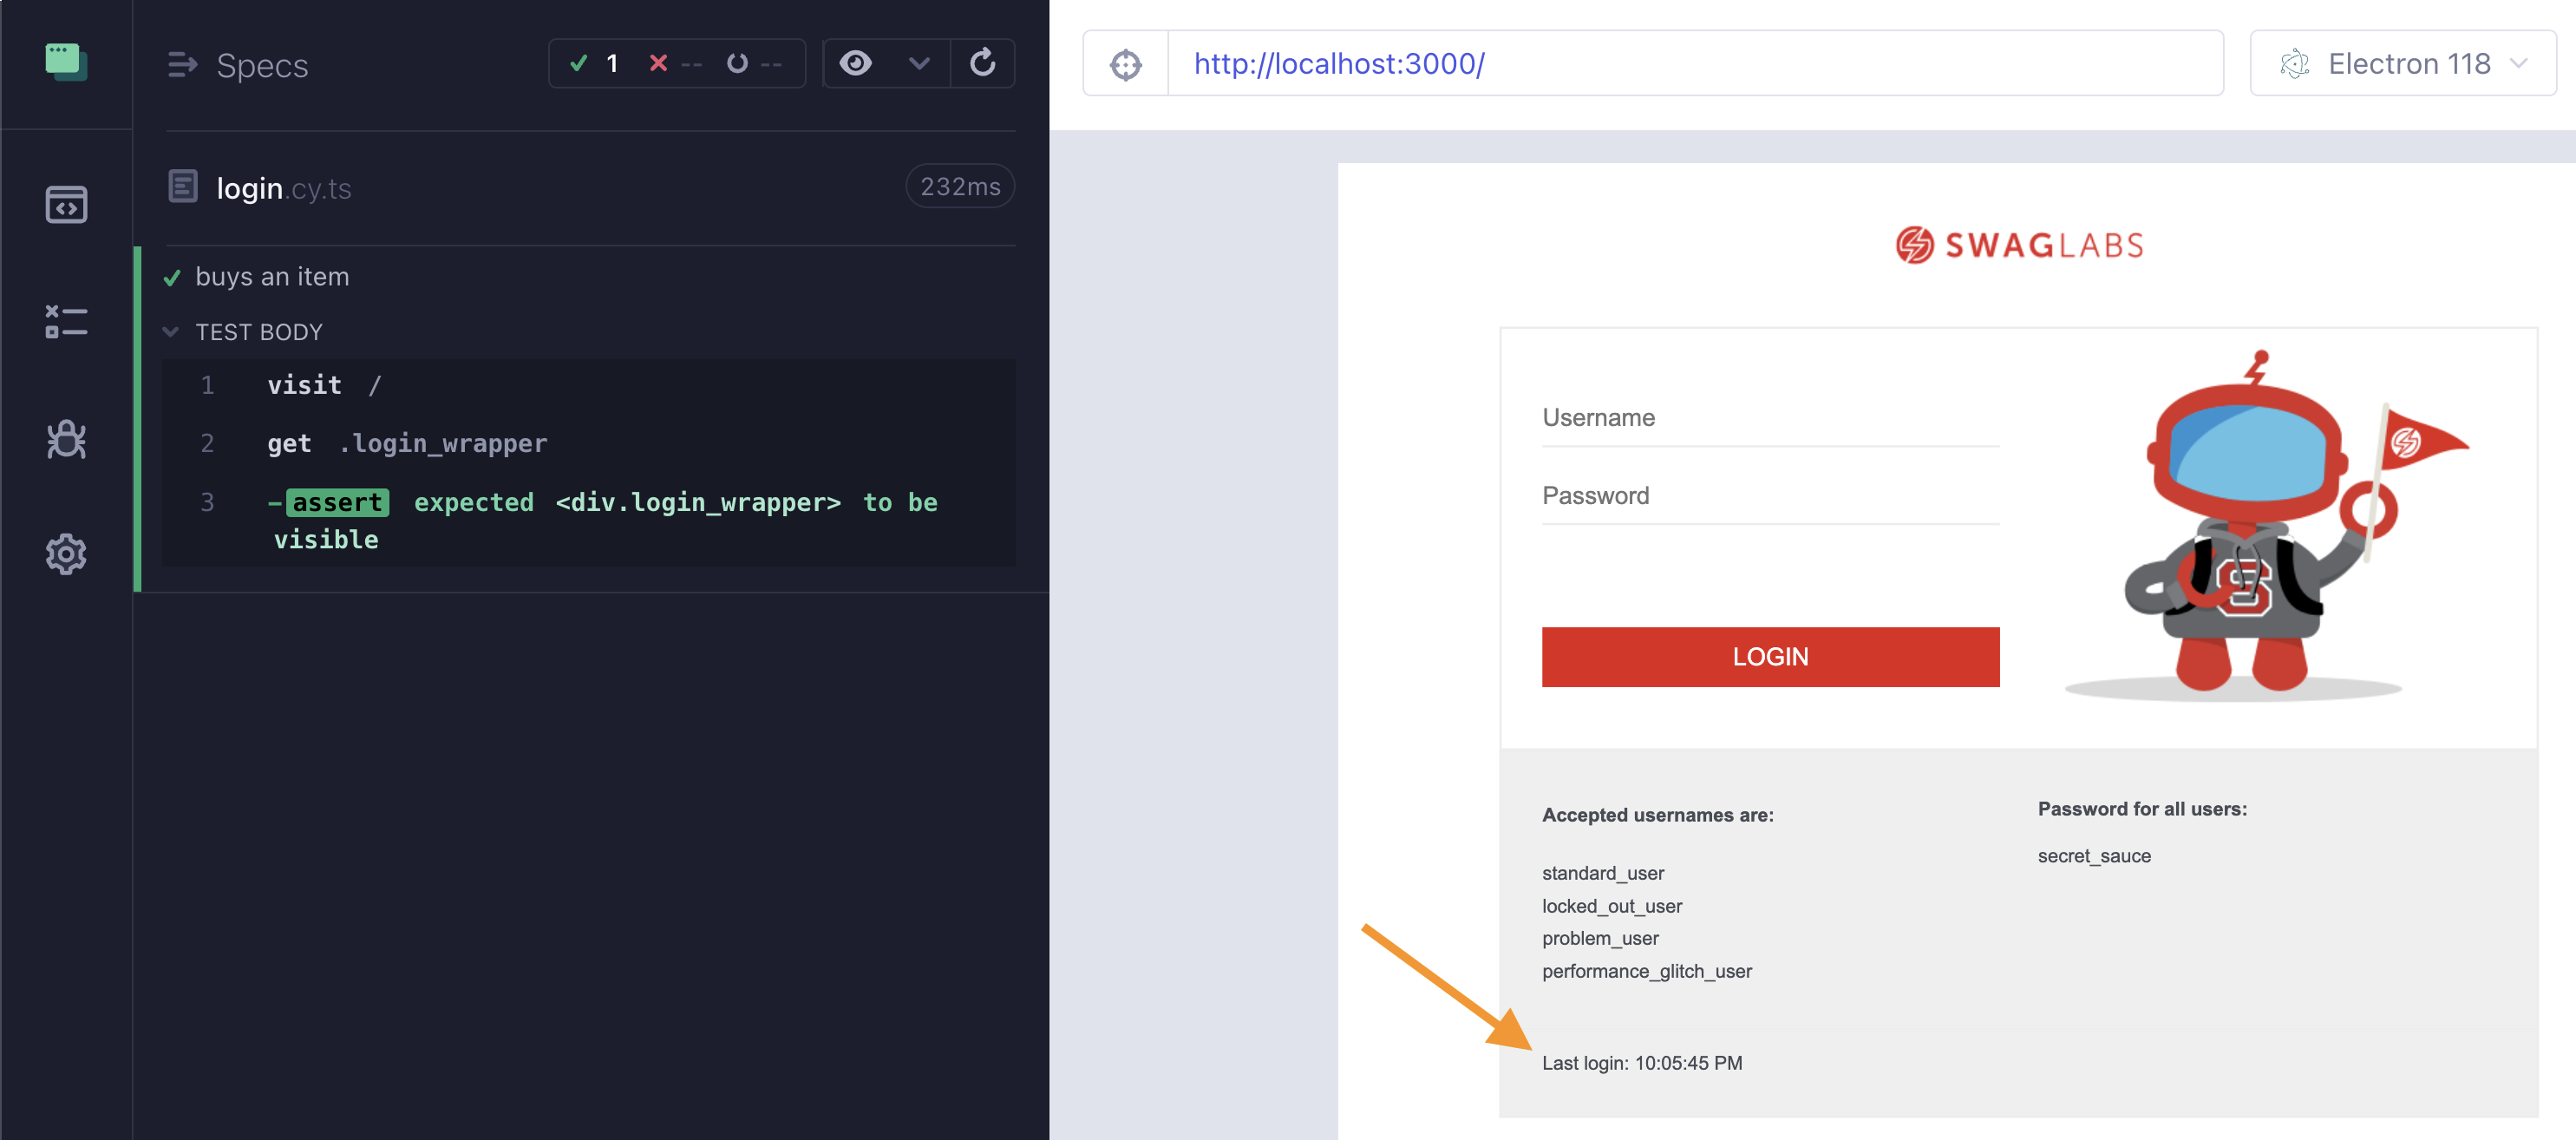 Specs
1 -- --
http://localhost:3000/
Electron 118
login.cy.ts
232ms
buys an item
TEST BODY
1 visit /
2 get .login_wrapper
3 -assert expected <div.login_wrapper> to be
visible
SWAGLABS
Username
Password
LOGIN
S
Accepted usernames are:
standard_user
locked_out_user
problem_user
performance_glitch_user
Password for all users:
secret_sauce
Last login: 10:05:45 PM